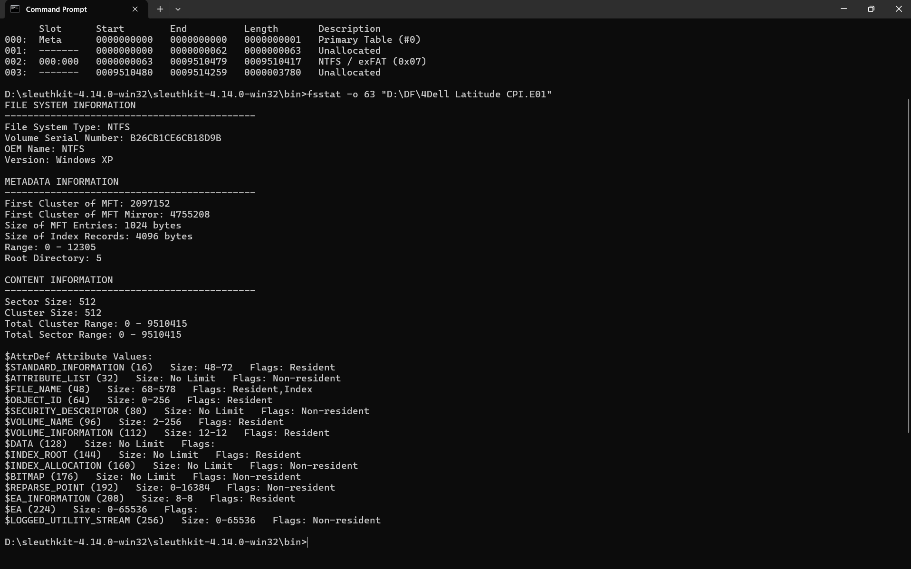 Command Prompt
Slot Start End Length Description
000: Meta 0000000000 0000000000 0000000001 Primary Table (#0)
001: ------- 0000000000 0000000062 0000000063 Unallocated
002: 000:000 0000000063 0009510479 0009510417 NTFS / exFAT (0x07)
003: ------- 0009510480 0009514259 0000003780 Unallocated
D:\sleuthkit-4.14.0-win32\sleuthkit-4.14.0-win32\bin>fsstat -o 63 "D:\DF\4Dell Latitude CPI.E01"
FILE SYSTEM INFORMATION
--------------------------------------------
File System Type: NTFS
Volume Serial Number: B26CB1CE6CB18D9B
OEM Name: NTFS
Version: Windows XP
METADATA INFORMATION
--------------------------------------------
First Cluster of MFT: 2097152
First Cluster of MFT Mirror: 4755208
Size of MFT Entries: 1024 bytes
Size of Index Records: 4096 bytes
Range: 0 - 12305
Root Directory: 5
CONTENT INFORMATION
--------------------------------------------
Sector Size: 512
Cluster Size: 512
Total Cluster Range: 0 - 9510415
Total Sector Range: 0 - 9510415
$AttrDef Attribute Values:
$STANDARD_INFORMATION (16) Size: 48-72 Flags: Resident
$ATTRIBUTE_LIST (32) Size: No Limit Flags: Non-resident
$FILE_NAME (48) Size: 68-578 Flags: Resident,Index
$OBJECT_ID (64) Size: 0-256 Flags: Resident
$SECURITY_DESCRIPTOR (80) Size: No Limit Flags: Non-resident
$VOLUME_NAME (96) Size: 2-256 Flags: Resident
$VOLUME_INFORMATION (112) Size: 12-12 Flags: Resident
$DATA (128) Size: No Limit Flags:
$INDEX_ROOT (144) Size: No Limit Flags: Resident
$INDEX_ALLOCATION (160) Size: No Limit Flags: Non-resident
$BITMAP (176) Size: No Limit Flags: Non-resident
$REPARSE_POINT (192) Size: 0-16384 Flags: Non-resident
$EA_INFORMATION (208) Size: 8-8 Flags: Resident
$EA (224) Size: 0-65536 Flags:
$LOGGED_UTILITY_STREAM (256) Size: 0-65536 Flags: Non-resident
D:\sleuthkit-4.14.0-win32\sleuthkit-4.14.0-win32\bin>